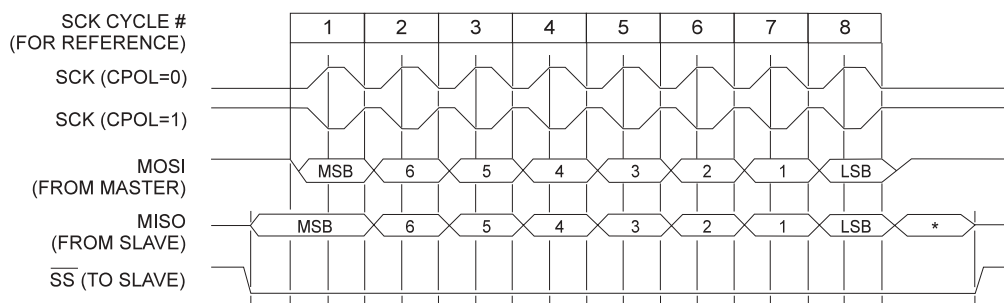 SCK CYCLE #
(FOR REFERENCE)
1 2 3 4 5 6 7 8
SCK (CPOL=0)
SCK (CPOL=1)
MOSI
(FROM MASTER)
MSB 6 5 4 3 2 1 LSB
MISO
(FROM SLAVE)
MSB 6 5 4 3 2 1 LSB *
S̅S̅ (TO SLAVE)